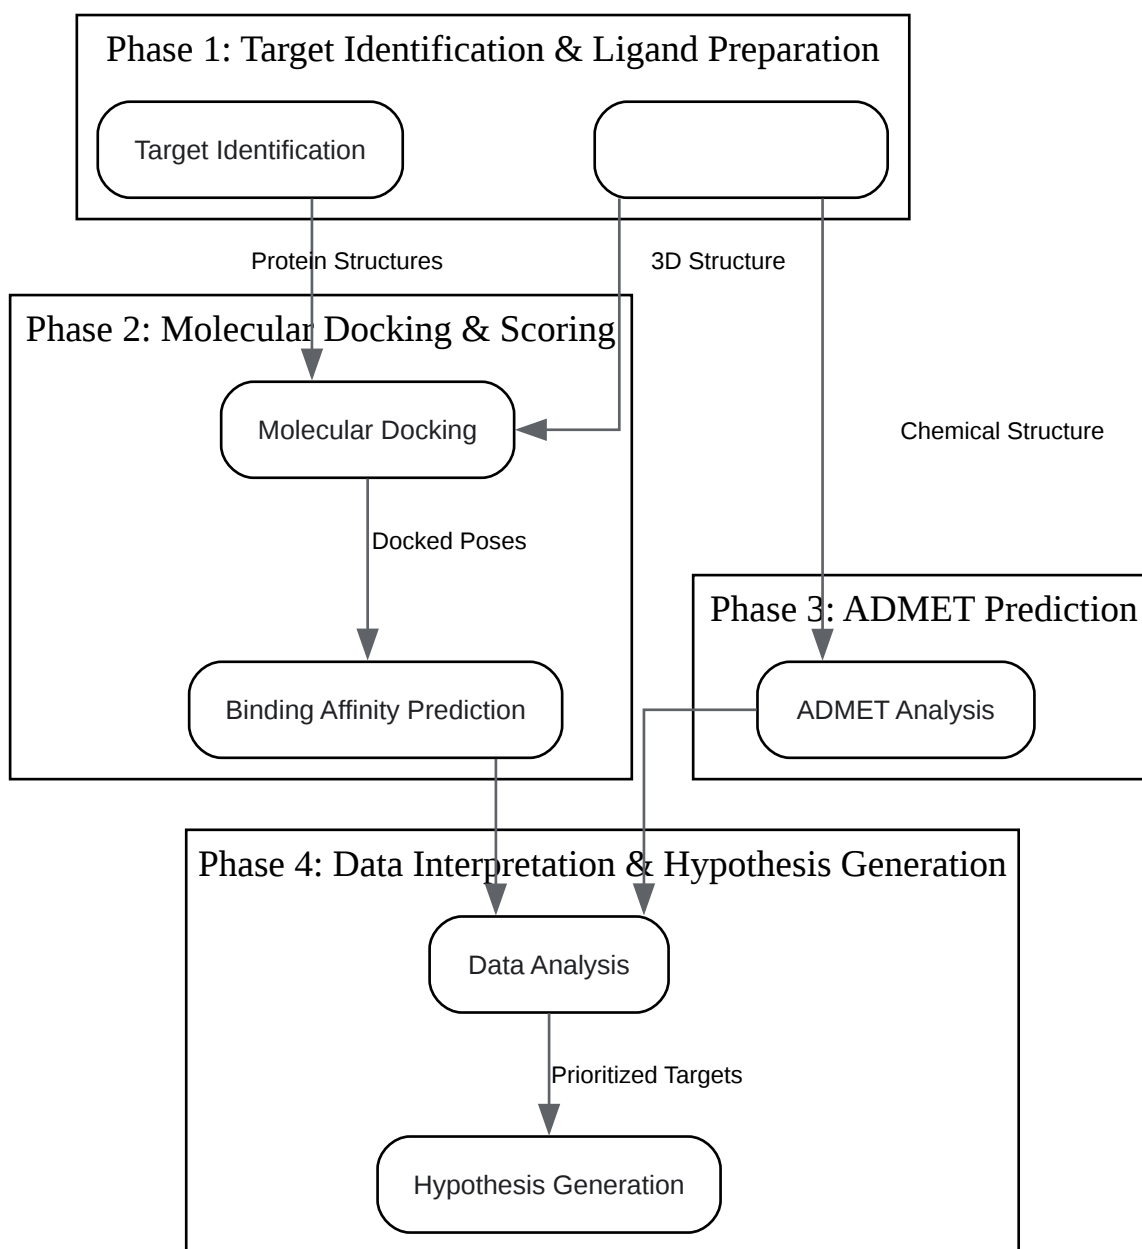 Phase 1: Target Identification & Ligand Preparation
Target Identification
Protein Structures
3D Structure
Phase 2: Molecular Docking & Scoring
Molecular Docking
Chemical Structure
Docked Poses
Phase 3: ADMET Prediction
Binding Affinity Prediction
ADMET Analysis
Phase 4: Data Interpretation & Hypothesis Generation
Data Analysis
Prioritized Targets
Hypothesis Generation